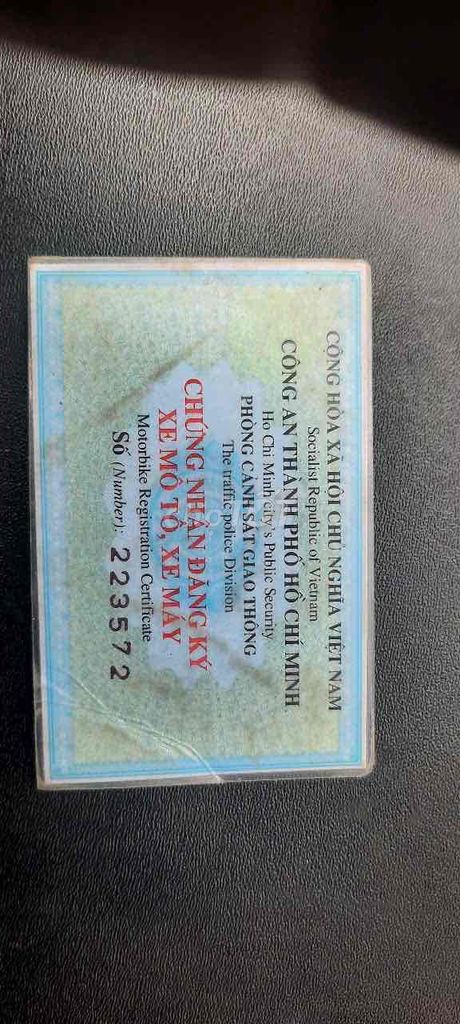 CỘNG HÒA XÃ HỘI CHỦ NGHĨA VIỆT NAM
Socialist Republic of Vietnam
CÔNG AN THÀNH PHỐ HỒ CHÍ MINH
Ho Chi Minh city's Public Security
PHÒNG CẢNH SÁT GIAO THÔNG
The traffic police Division
CHỨNG NHẬN ĐĂNG KÝ
XE MÔ TÔ, XE MÁY
Motorbike Registration Certificate
Số (Number): 223572